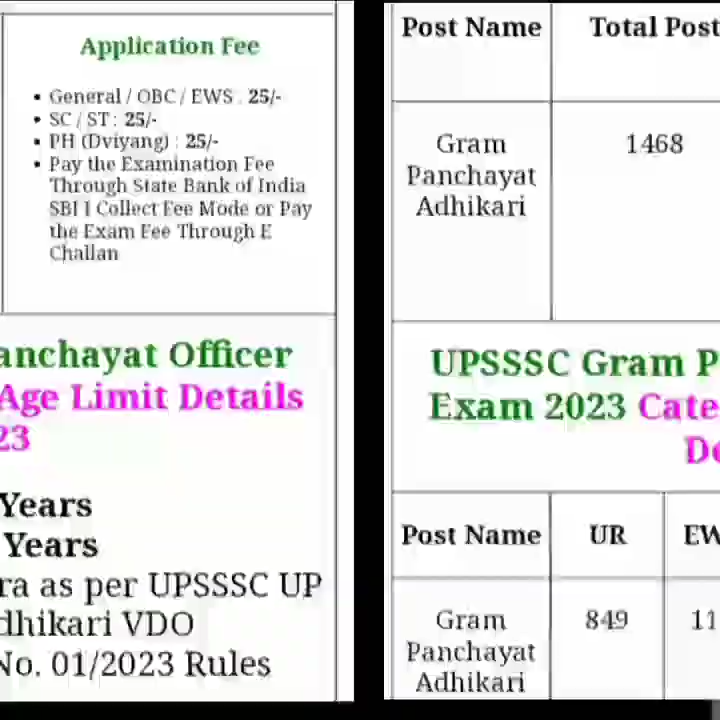 Application Fee
• General / OBC / EWS : 25/-
• SC / ST : 25/-
• PH (Dviyang) : 25/-
• Pay the Examination Fee
Through State Bank of India
SBI I Collect Fee Mode or Pay
the Exam Fee Through E
Challan
anchayat Officer
Age Limit Details
23
Years
Years
ra as per UPSSSC UP
dhikari VDO
No. 01/2023 Rules
Post Name Total Post
Gram 1468
Panchayat
Adhikari
UPSSSC Gram P
Exam 2023 Cate
De
Post Name UR EW
Gram 849 11
Panchayat
Adhikari